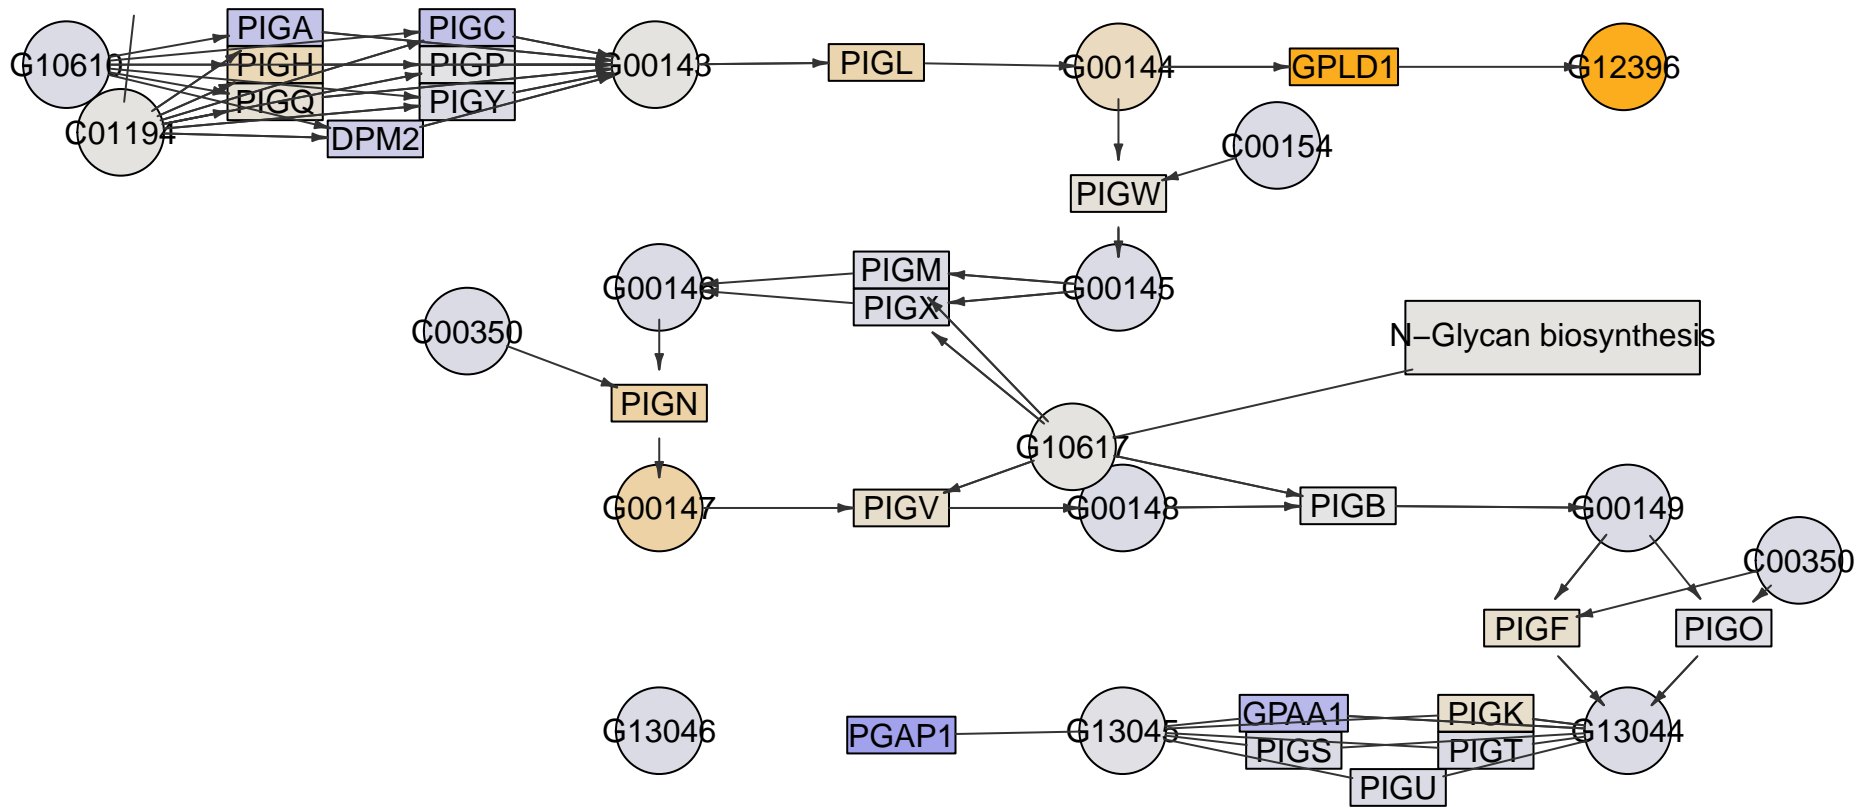 PIGA
PIGC
G10610
PIGH
PIGP
G00143
PIGL
G00144
GPLD1
G12396
PIGQ
PIGY
C01194
DPM2
C00154
PIGW
PIGM
G00146
G00145
PIGX
C00350
N−Glycan biosynthesis
PIGN
G10617
G00147
PIGV
G00148
PIGB
G00149
C00350
PIGF
PIGO
GPAA1
PIGK
G13046
PGAP1
G13045
G13044
PIGS
PIGT
PIGU